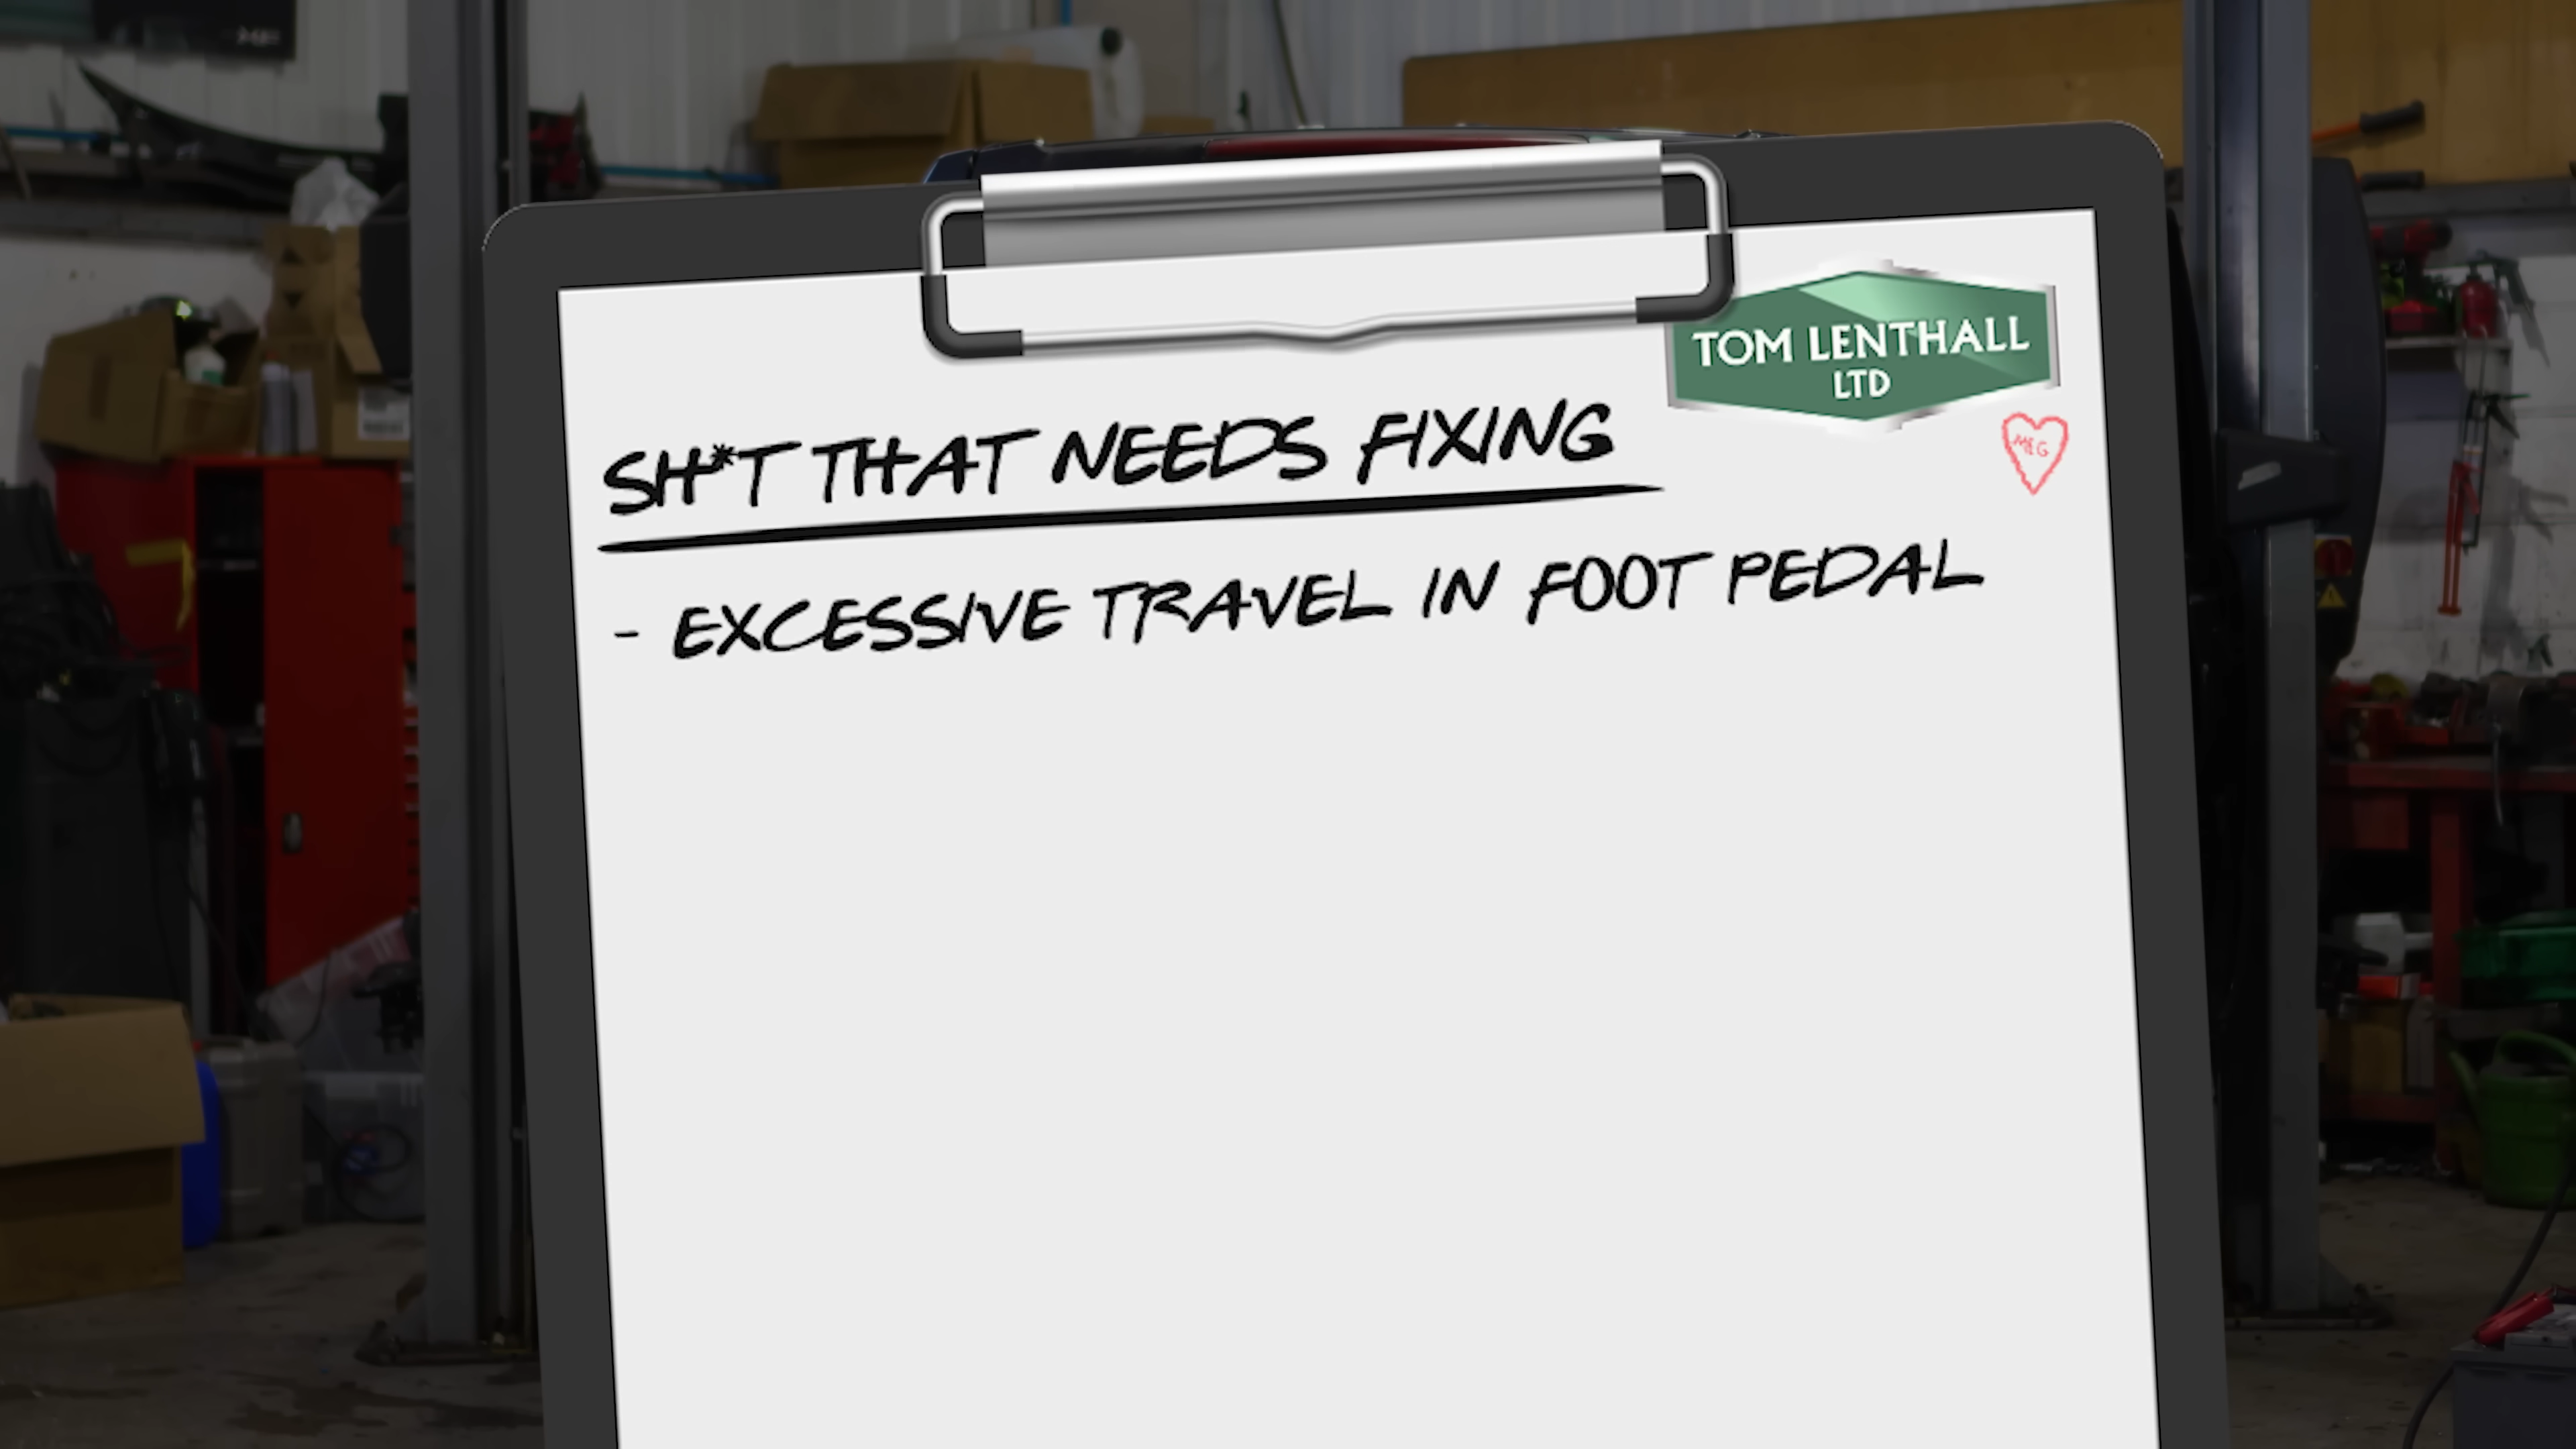 TOM LENTHALL
LTD
MEG
SH*T THAT NEEDS FIXING
- EXCESSIVE TRAVEL IN FOOT PEDAL